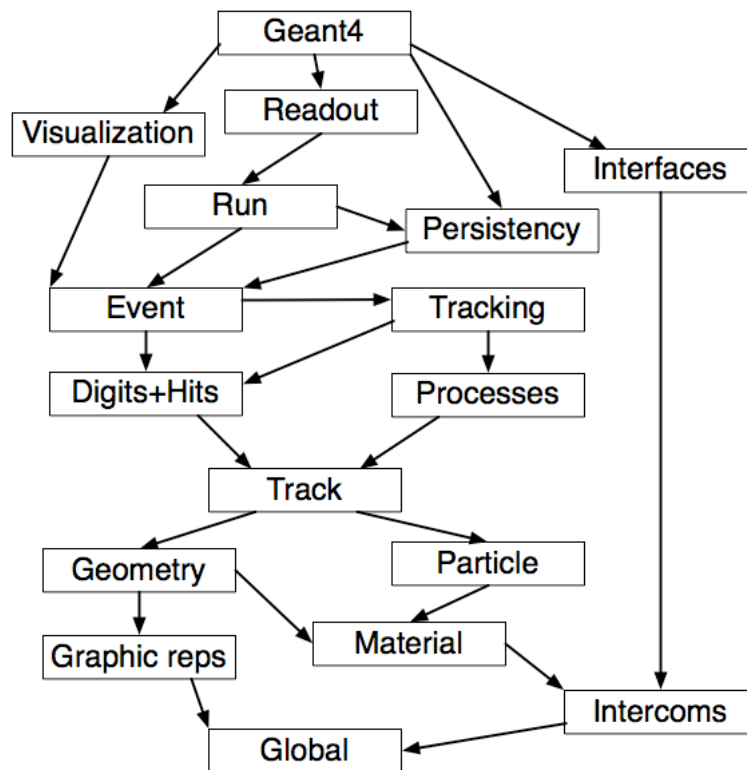 Geant4
Readout
Visualization
Interfaces
Run
Persistency
Event
Tracking
Digits+Hits
Processes
Track
Geometry
Particle
Material
Graphic reps
Intercoms
Global